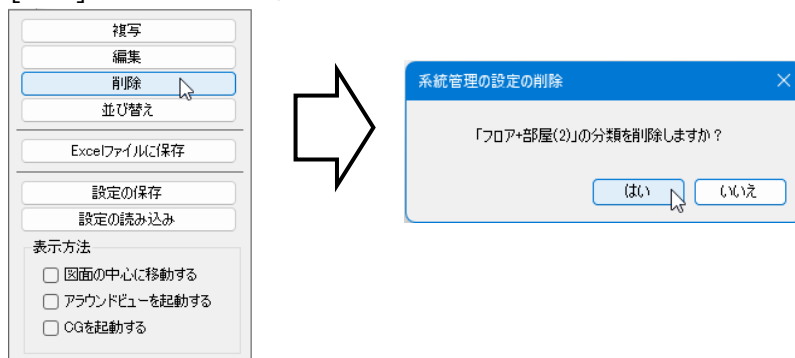 複写
編集
削除
並び替え
Excelファイルに保存
設定の保存
設定の読み込み
表示方法
図面の中心に移動する
アラウンドビューを起動する
CGを起動する
系統管理の設定の削除
「フロア+部屋(2)」の分類を削除しますか？
はい
いいえ